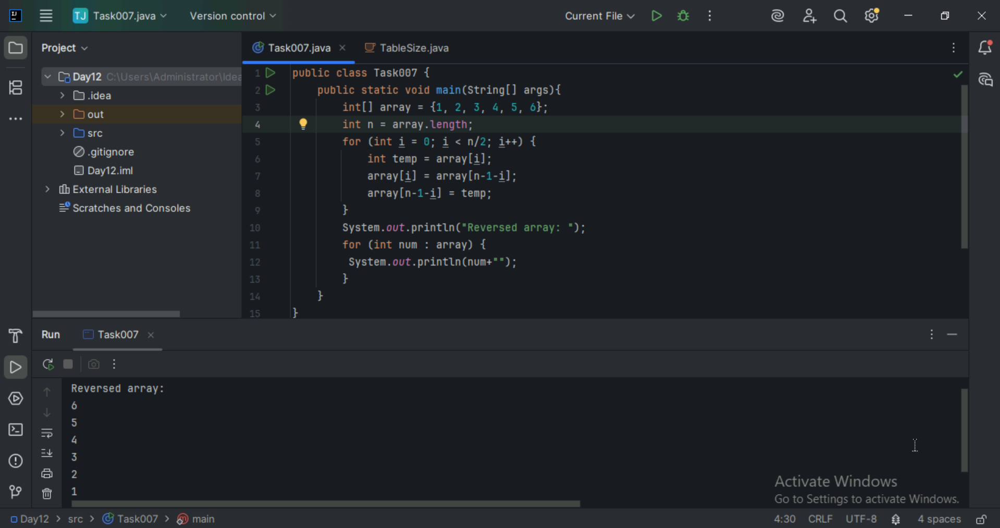 TJ Task007.java Version control Current File
Project
Task007.java TableSize.java
Day12 C:\Users\Administrator\Idea
.idea
out
src
.gitignore
Day12.iml
External Libraries
Scratches and Consoles
1 public class Task007 {
2 public static void main(String[] args){
3 int[] array = {1, 2, 3, 4, 5, 6};
4 int n = array.length;
5 for (int i = 0; i < n/2; i++) {
6 int temp = array[i];
7 array[i] = array[n-1-i];
8 array[n-1-i] = temp;
9 }
10 System.out.println("Reversed array: ");
11 for (int num : array) {
12 System.out.println(num+"");
13 }
14 }
15 }
Run Task007
Reversed array:
6
5
4
3
2
1
Activate Windows
Go to Settings to activate Windows.
Day12 > src > Task007 > main 4:30 CRLF UTF-8 4 spaces